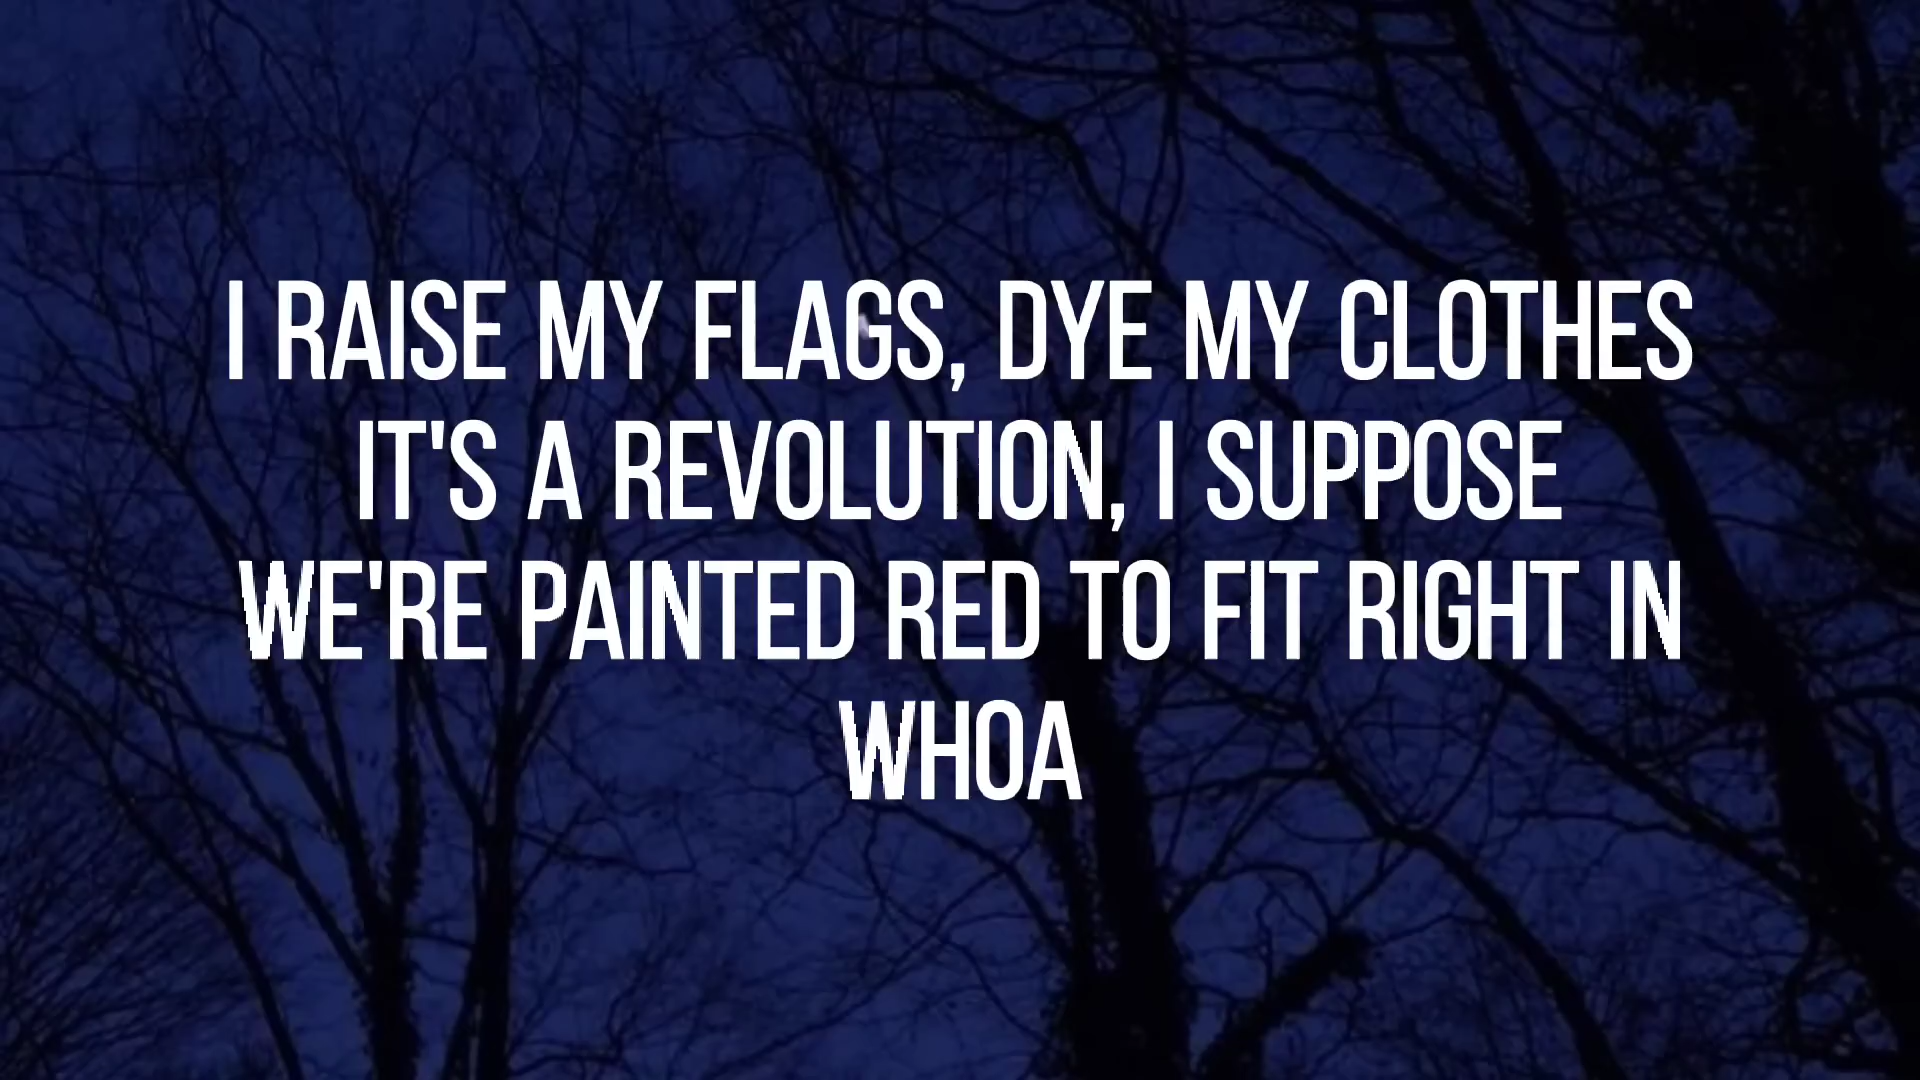 I RAISE MY FLAGS, DYE MY CLOTHES
IT'S A REVOLUTION, I SUPPOSE
WE'RE PAINTED RED TO FIT RIGHT IN
WHOA